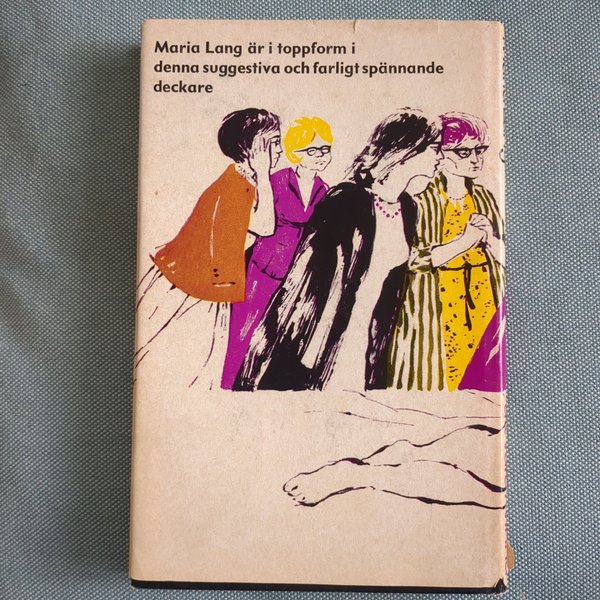 Maria Lang är i toppform i
denna suggestiva och farligt spännande
deckare